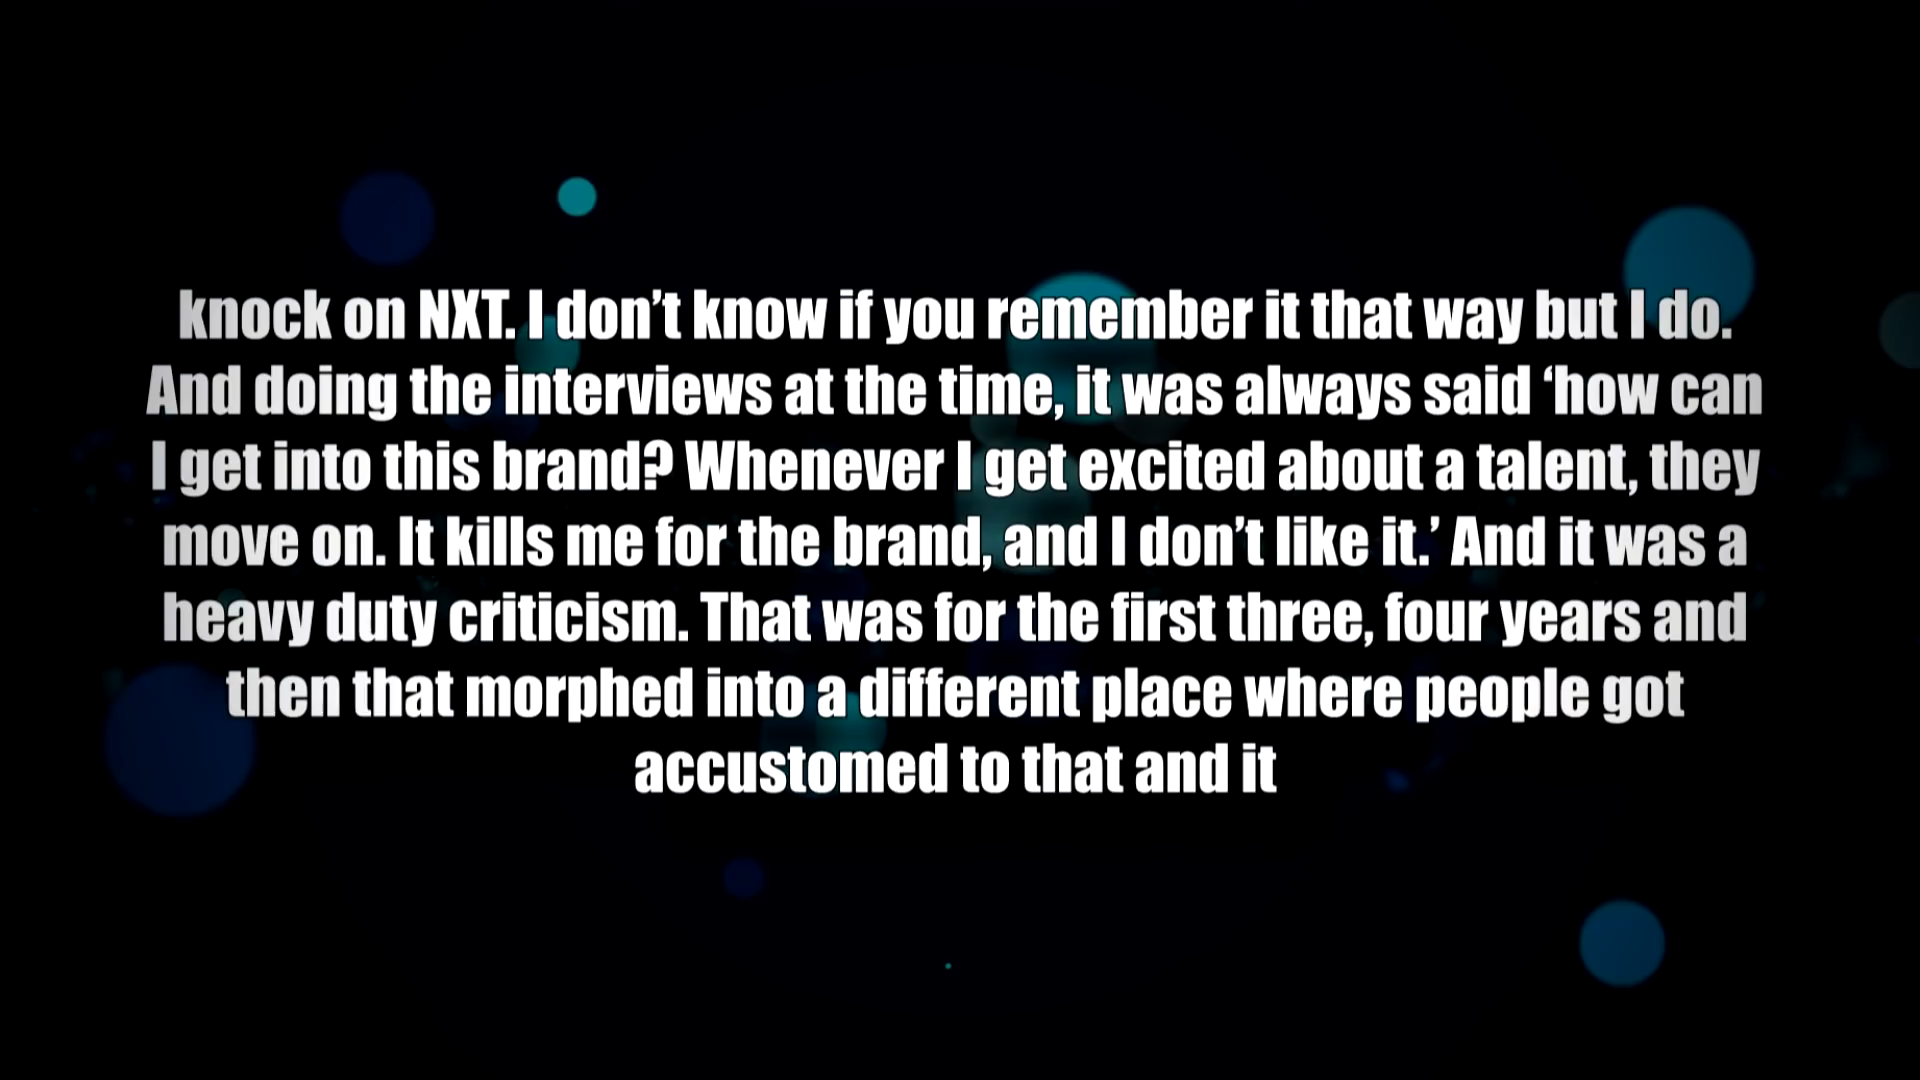 knock on NXT. I don’t know if you remember it that way but I do.
And doing the interviews at the time, it was always said ‘how can
I get into this brand? Whenever I get excited about a talent, they
move on. It kills me for the brand, and I don’t like it.’ And it was a
heavy duty criticism. That was for the first three, four years and
then that morphed into a different place where people got
accustomed to that and it